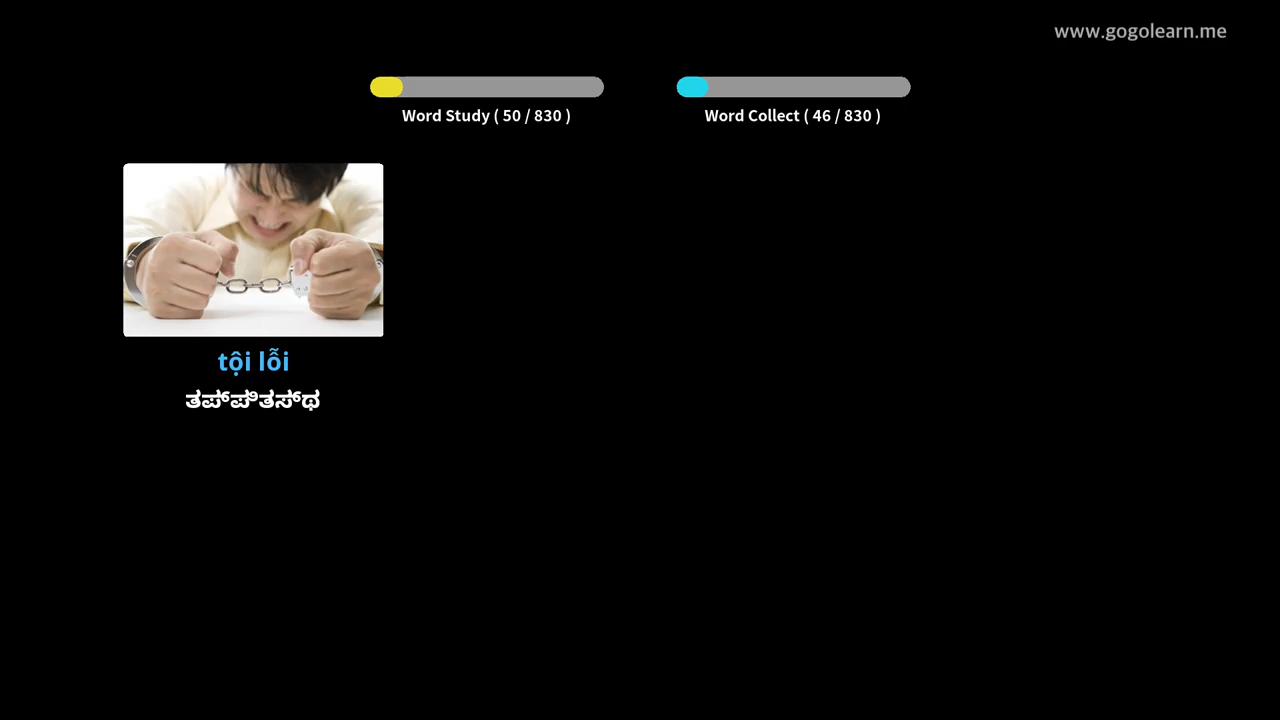 www.gogolearn.me
Word Study ( 50 / 830 )
Word Collect ( 46 / 830 )
tội lỗi
ತಪ್ಪಿತಸ್ಥ